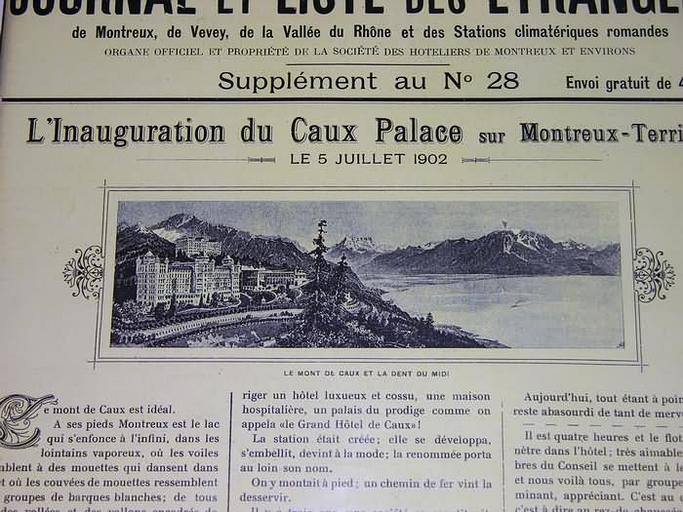 JOURNAL ET LISTE DES
de Montreux, de Vevey, de la Vallée du Rhône et des Stations climatériques romandes
ORGANE OFFICIEL ET PROPRIÉTÉ DE LA SOCIÉTÉ DES HOTELIERS DE MONTREUX ET ENVIRONS
Supplément au Nº 28 Envoi gratuit de 4
L'Inauguration du Caux Palace sur Montreux-Terri
LE 5 JUILLET 1902
LE MONT DE CAUX ET LA DENT DU MIDI
Ce mont de Caux est idéal.
A ses pieds Montreux est le lac
qui s'enfonce à l'infini, dans les
lointains vaporeux, où les voiles
blent à des mouettes qui dansent dans
et où les couvées de mouettes ressemblent
groupes de barques blanches; de tous
riger un hôtel luxueux et cossu, une maison
hospitalière, un palais du prodige comme on
appela «le Grand Hôtel de Caux»!
La station était créée; elle se développa,
s'embellit, devint à la mode; la renommée porta
au loin son nom.
On y montait à pied; un chemin de fer vint la
desservir.
Aujourd'hui, tout étant à poin
reste abasourdi de tant de merve
Il est quatre heures et le flot
nètre dans l'hôtel; très aimable
bres du Conseil se mettent à le
et nous voilà tous, par groupe
minant, appréciant. C'est au